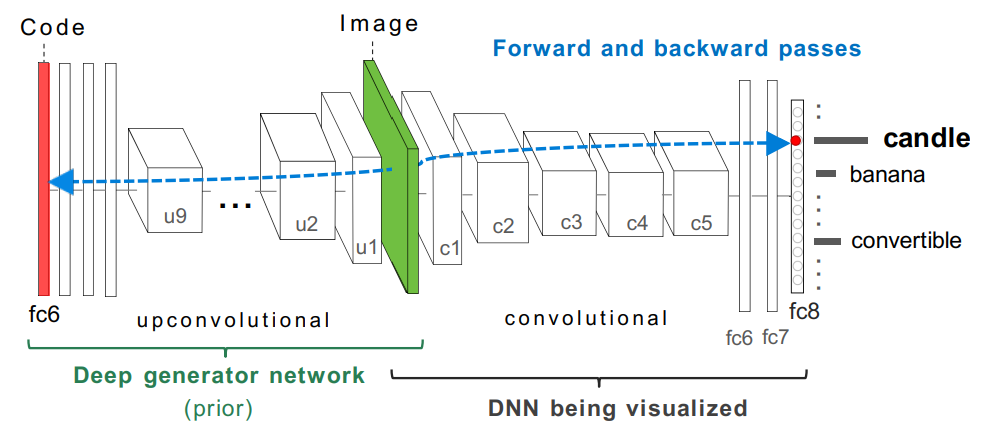 Code
Image
Forward and backward passes
candle
banana
convertible
u9
...
u2
u1
c1
c2
c3
c4
c5
fc6
upconvolutional
convolutional
fc6
fc7
fc8
Deep generator network
(prior)
DNN being visualized